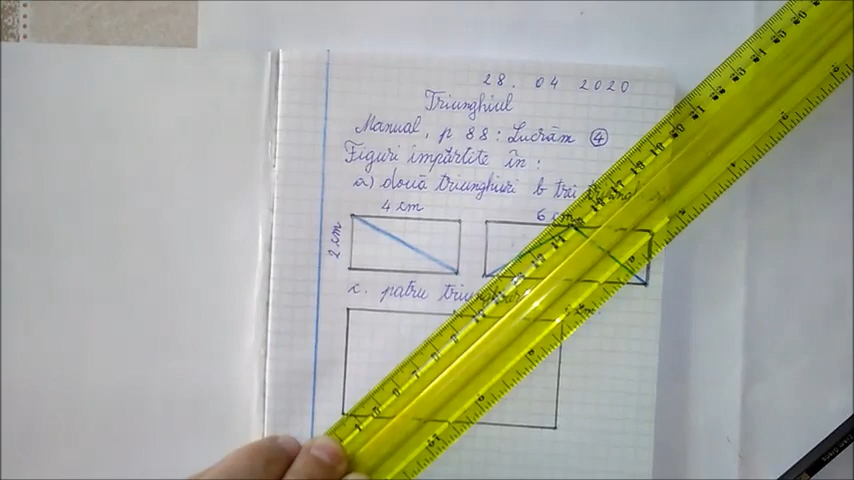 28. 04 2020
Triunghiul
Manual, p 88: Lucrăm 4
Figuri împărțite în:
a) două triunghiuri b trei
4 cm 6 cm
2 cm
c. patru triunghiuri